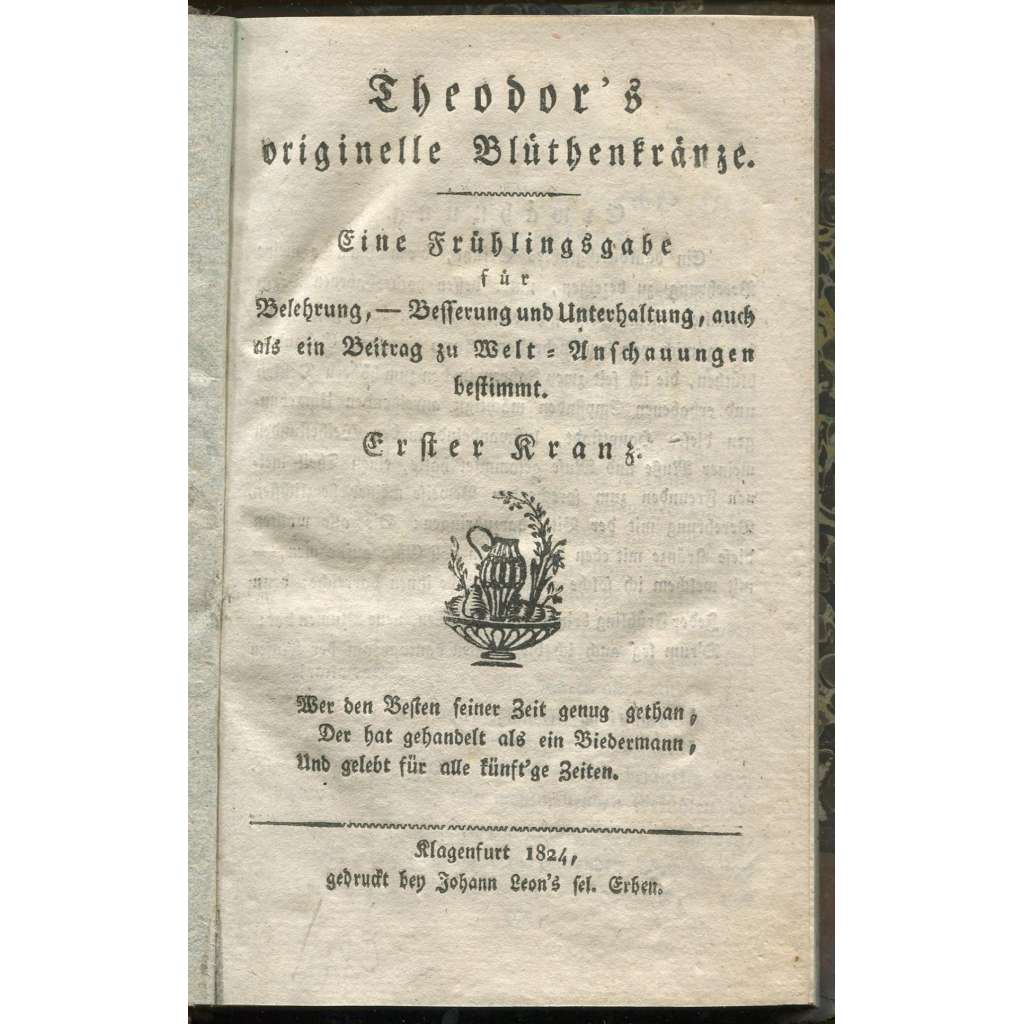 Theodor's
originelle Blüthenkränze.
Eine Frühlingsgabe
für
Belehrung, — Besserung und Unterhaltung, auch
als ein Beitrag zu Welt = Anschauungen
bestimmt.
Erster Kranz.
Wer den Besten seiner Zeit genug gethan,
Der hat gehandelt als ein Biedermann,
Und gelebt für alle künft'ge Zeiten.
Klagenfurt 1824,
gedruckt bey Johann Leon's sel. Erben.